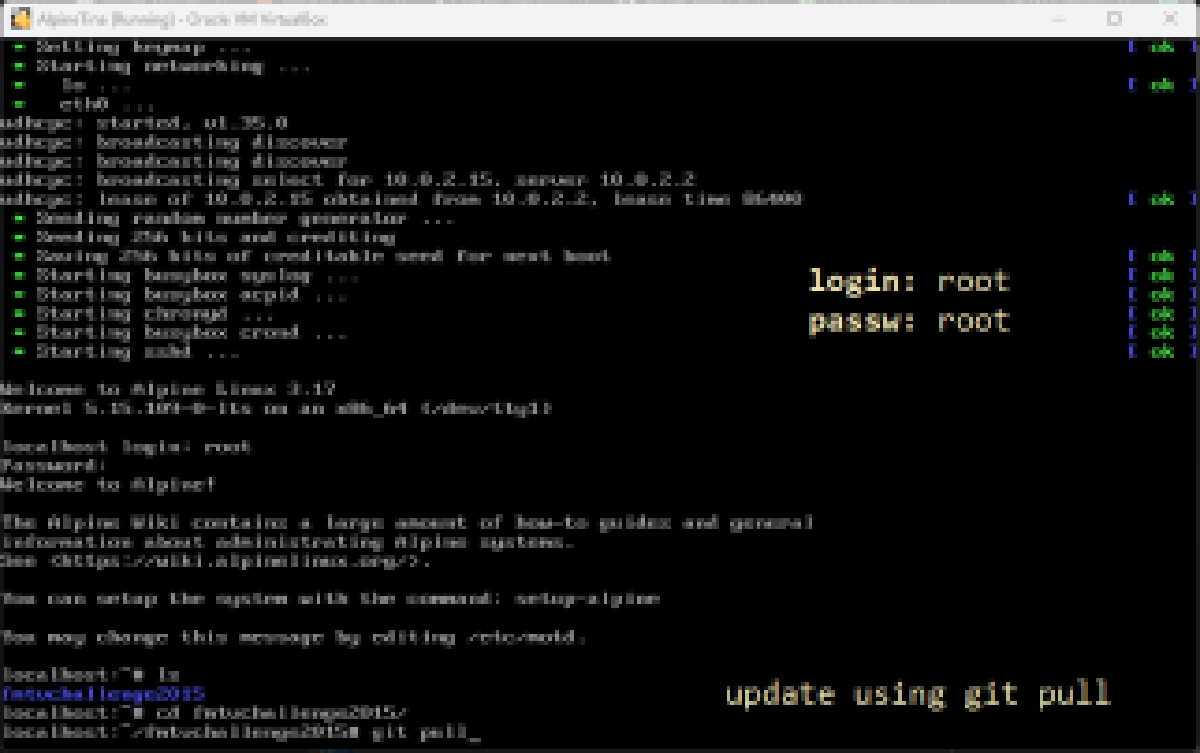 AlpineTina [Running] - Oracle VM VirtualBox
* Setting keymap ... [ ok ]
* Starting networking ...
* lo ... [ ok ]
* eth0 ...
udhcpc: started, v1.35.0
udhcpc: broadcasting discover
udhcpc: broadcasting discover
udhcpc: broadcasting select for 10.0.2.15, server 10.0.2.2
udhcpc: lease of 10.0.2.15 obtained from 10.0.2.2, lease time 86400 [ ok ]
* Seeding random number generator ...
* Seeding 256 bits and crediting
* Saving 256 bits of creditable seed for next boot [ ok ]
* Starting busybox syslog ... [ ok ]
* Starting busybox acpid ... [ ok ]
* Starting chronyd ... [ ok ]
* Starting busybox crond ... [ ok ]
* Starting sshd ... [ ok ]
login: root
passw: root
Welcome to Alpine Linux 3.17
Kernel 5.15.109-0-lts on an x86_64 (/dev/tty1)
localhost login: root
Password:
Welcome to Alpine!
The Alpine Wiki contains a large amount of how-to guides and general
information about administrating Alpine systems.
See <https://wiki.alpinelinux.org/>.
You can setup the system with the command: setup-alpine
You may change this message by editing /etc/motd.
localhost:~# ls
fmtuchallenge2015
localhost:~# cd fmtuchallenge2015/
localhost:~/fmtuchallenge2015# git pull_
update using git pull